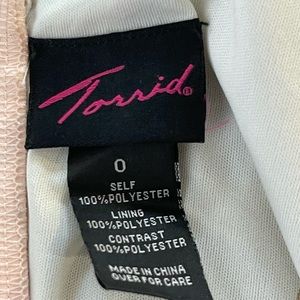 Torrid®
0
SELF
100%POLYESTER
LINING
100%POLYESTER
CONTRAST
100%POLYESTER
MADE IN CHINA
OVER FOR CARE